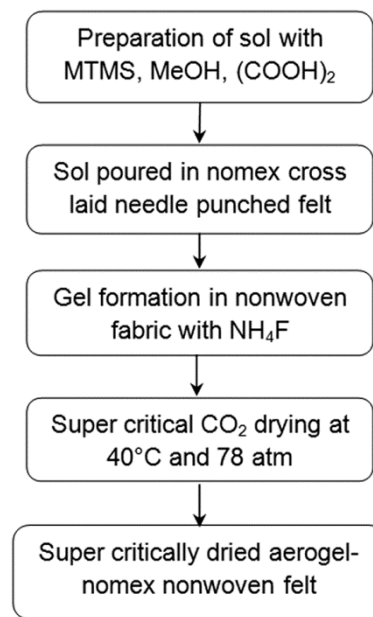 Preparation of sol with
MTMS, MeOH, (COOH)₂
Sol poured in nomex cross
laid needle punched felt
Gel formation in nonwoven
fabric with NH₄F
Super critical CO₂ drying at
40°C and 78 atm
Super critically dried aerogel-
nomex nonwoven felt